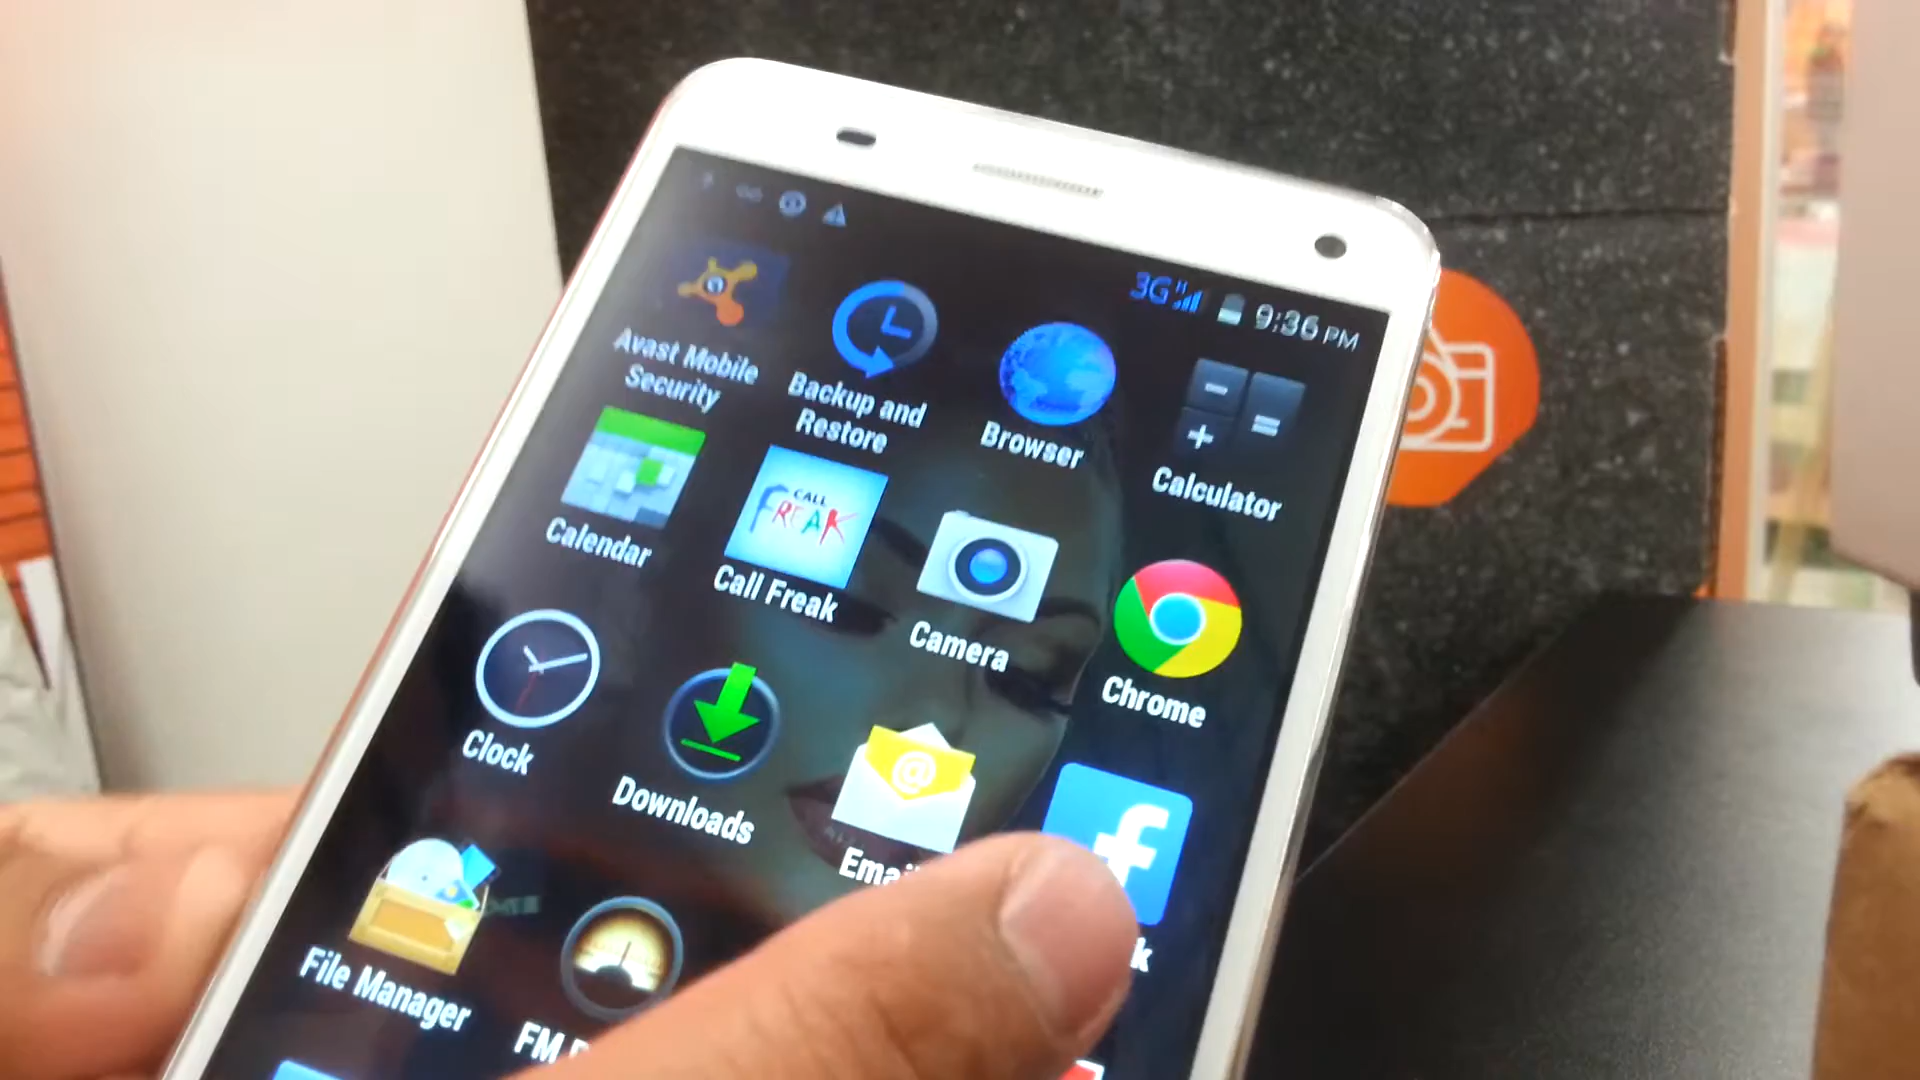 3G H 9:36 PM
Avast Mobile
Security
Backup and
Restore
Browser
Calculator
Calendar
CALL
FREAK
Call Freak
Camera
Chrome
Clock
Downloads
@
f
File Manager
FM